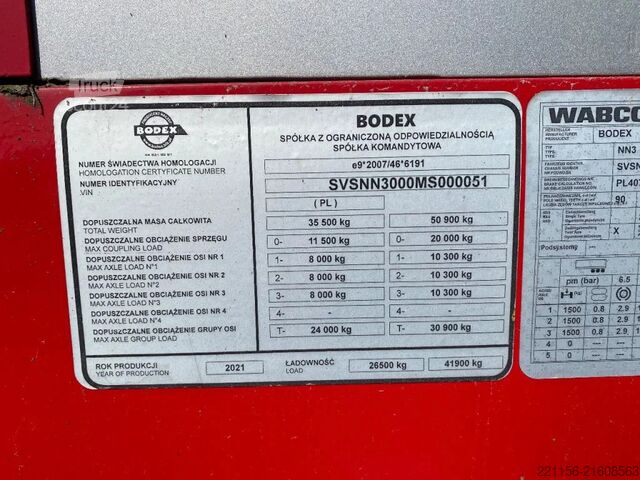 Truck
Scout24
BODEX
BODEX
SPÓŁKA Z OGRANICZONĄ ODPOWIEDZIALNOŚCIĄ
SPÓŁKA KOMANDYTOWA
NUMER ŚWIADECTWA HOMOLOGACJI
HOMOLOGATION CERTIFICATE NUMBER
e9*2007/46*6191
NUMER IDENTYFIKACYJNY
VIN
SVSNN3000MS000051
( PL )
DOPUSZCZALNA MASA CAŁKOWITA
TOTAL WEIGHT
35 500 kg 50 900 kg
DOPUSZCZALNE OBCIĄŻENIE SPRZĘGU
MAX COUPLING LOAD
0- 11 500 kg 0- 20 000 kg
DOPUSZCZALNE OBCIĄŻENIE OSI NR 1
MAX AXLE LOAD N°1
1- 8 000 kg 1- 10 300 kg
DOPUSZCZALNE OBCIĄŻENIE OSI NR 2
MAX AXLE LOAD N°2
2- 8 000 kg 2- 10 300 kg
DOPUSZCZALNE OBCIĄŻENIE OSI NR 3
MAX AXLE LOAD N°3
3- 8 000 kg 3- 10 300 kg
DOPUSZCZALNE OBCIĄŻENIE OSI NR 4
MAX AXLE LOAD N°4
4- - 4- -
DOPUSZCZALNE OBCIĄŻENIE GRUPY OSI
MAX AXLE GROUP LOAD
T- 24 000 kg T- 30 900 kg
ROK PRODUKCJI
YEAR OF PRODUCTION
2021
ŁADOWNOŚĆ
LOAD
26500 kg 41900 kg
WABCO
BODEX
NN3
SVSN
PL40
90
X
Podsystemy —
pm (bar) 6.5
1 1500 0.8 2.9 1
2 1500 0.8 2.9 1
3 1500 0.8 2.9 1
4 0
5 0
221156-21608563